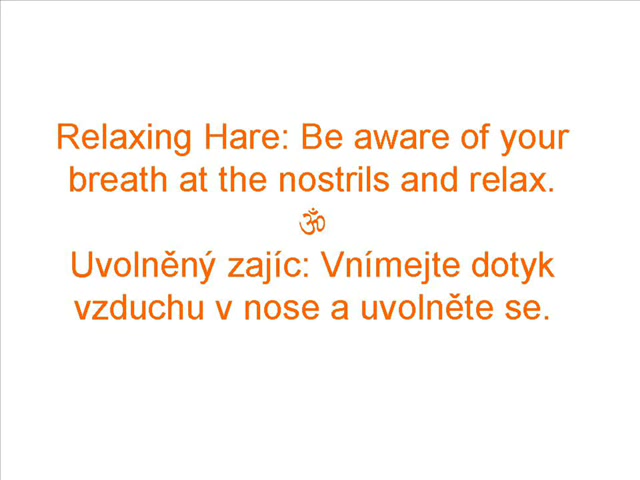 Relaxing Hare: Be aware of your
breath at the nostrils and relax.
ॐ
Uvolněný zajíc: Vnímejte dotyk
vzduchu v nose a uvolněte se.